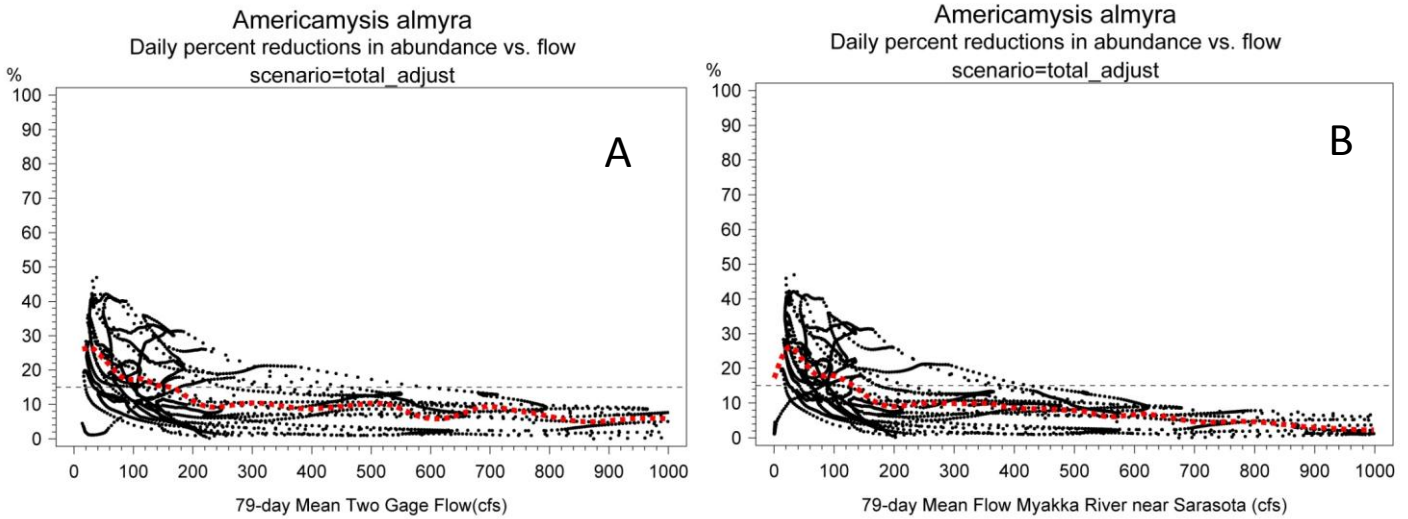 Americamysis almyra
Daily percent reductions in abundance vs. flow
scenario=total_adjust
%
100
90
80
70
60
50
40
30
20
10
0
A
0 100 200 300 400 500 600 700 800 900 1000
79-day Mean Two Gage Flow(cfs)
Americamysis almyra
Daily percent reductions in abundance vs. flow
scenario=total_adjust
%
100
90
80
70
60
50
40
30
20
10
0
B
0 100 200 300 400 500 600 700 800 900 1000
79-day Mean Flow Myakka River near Sarasota (cfs)